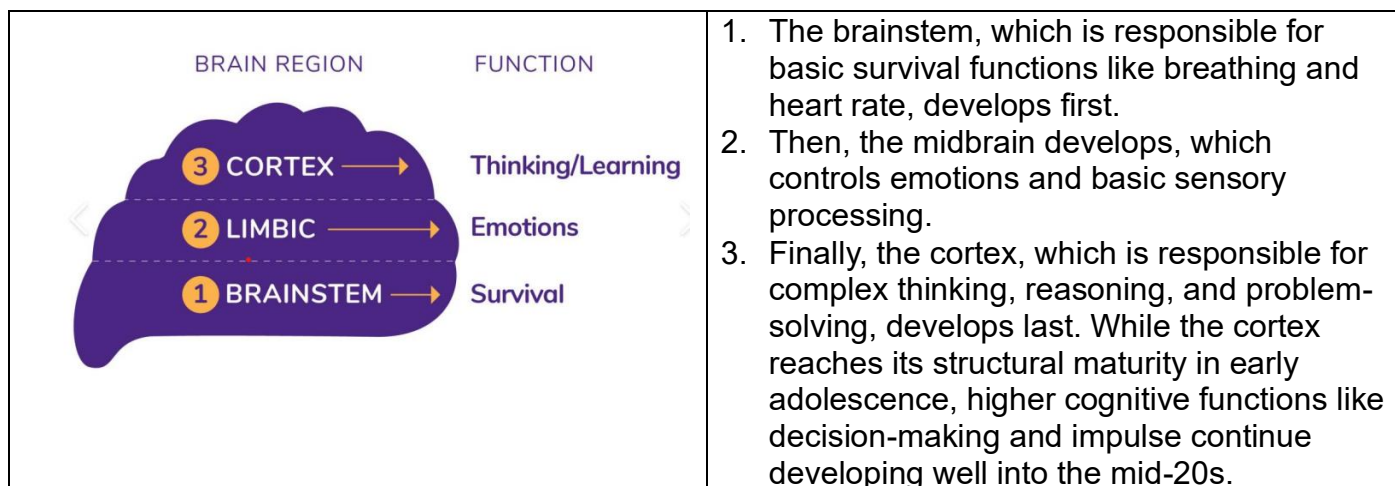 BRAIN REGION FUNCTION
3 CORTEX Thinking/Learning
2 LIMBIC Emotions
1 BRAINSTEM Survival
1. The brainstem, which is responsible for
basic survival functions like breathing and
heart rate, develops first.
2. Then, the midbrain develops, which
controls emotions and basic sensory
processing.
3. Finally, the cortex, which is responsible for
complex thinking, reasoning, and problem-
solving, develops last. While the cortex
reaches its structural maturity in early
adolescence, higher cognitive functions like
decision-making and impulse continue
developing well into the mid-20s.